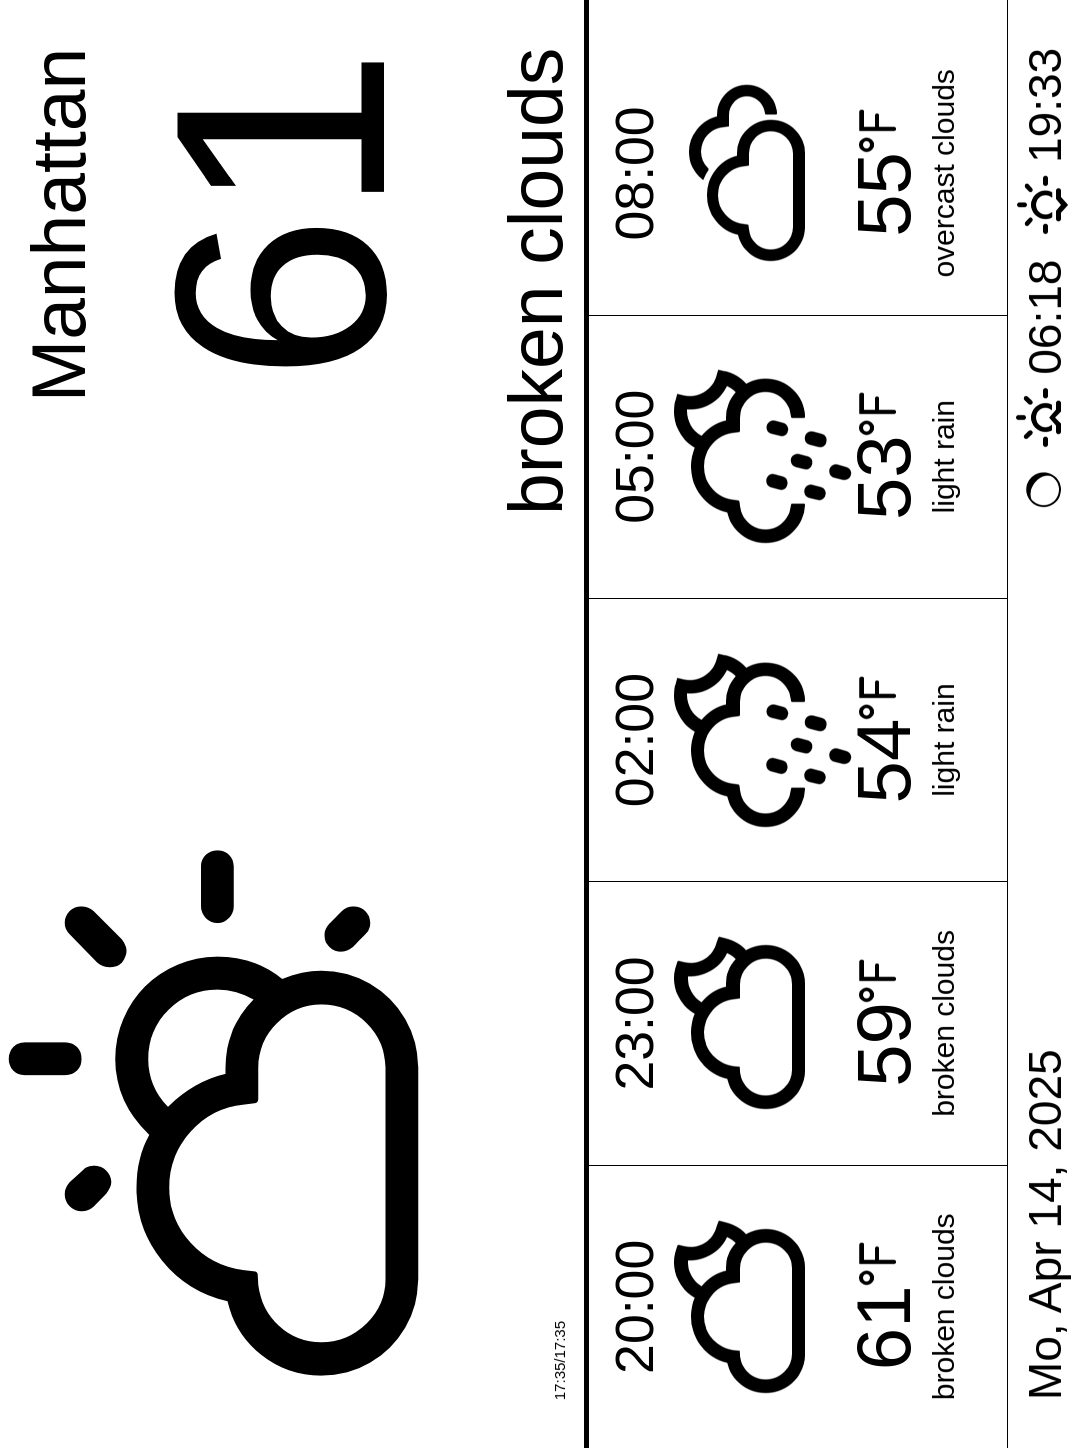 Manhattan
61
broken clouds
17:35/17:35
20:00 23:00 02:00 05:00 08:00
61°F 59°F 54°F 53°F 55°F
broken clouds broken clouds light rain light rain overcast clouds
Mo, Apr 14, 2025 06:18 19:33